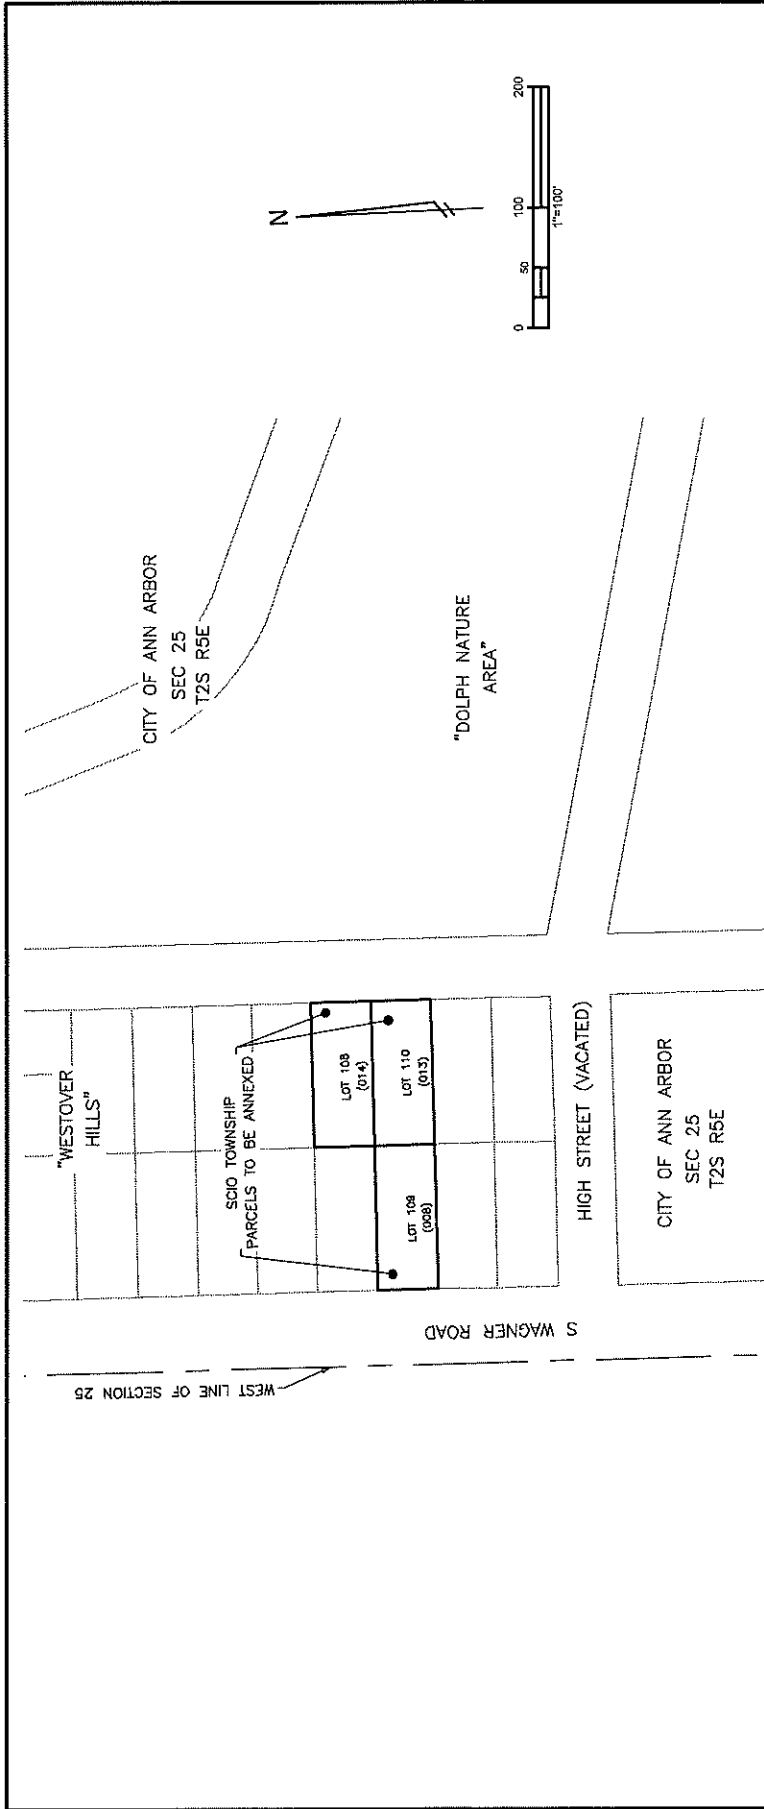 CITY OF ANN ARBOR
SEC 25
T2S R5E
N
0
50
100
200
1"=100'
"DOLPH NATURE
AREA"
"WESTOVER
HILLS"
SCIO TOWNSHIP
PARCELS TO BE ANNEXED
LOT 108
(014)
LOT 110
(013)
LOT 109
(008)
HIGH STREET (VACATED)
CITY OF ANN ARBOR
SEC 25
T2S R5E
S WAGNER ROAD
WEST LINE OF SECTION 25